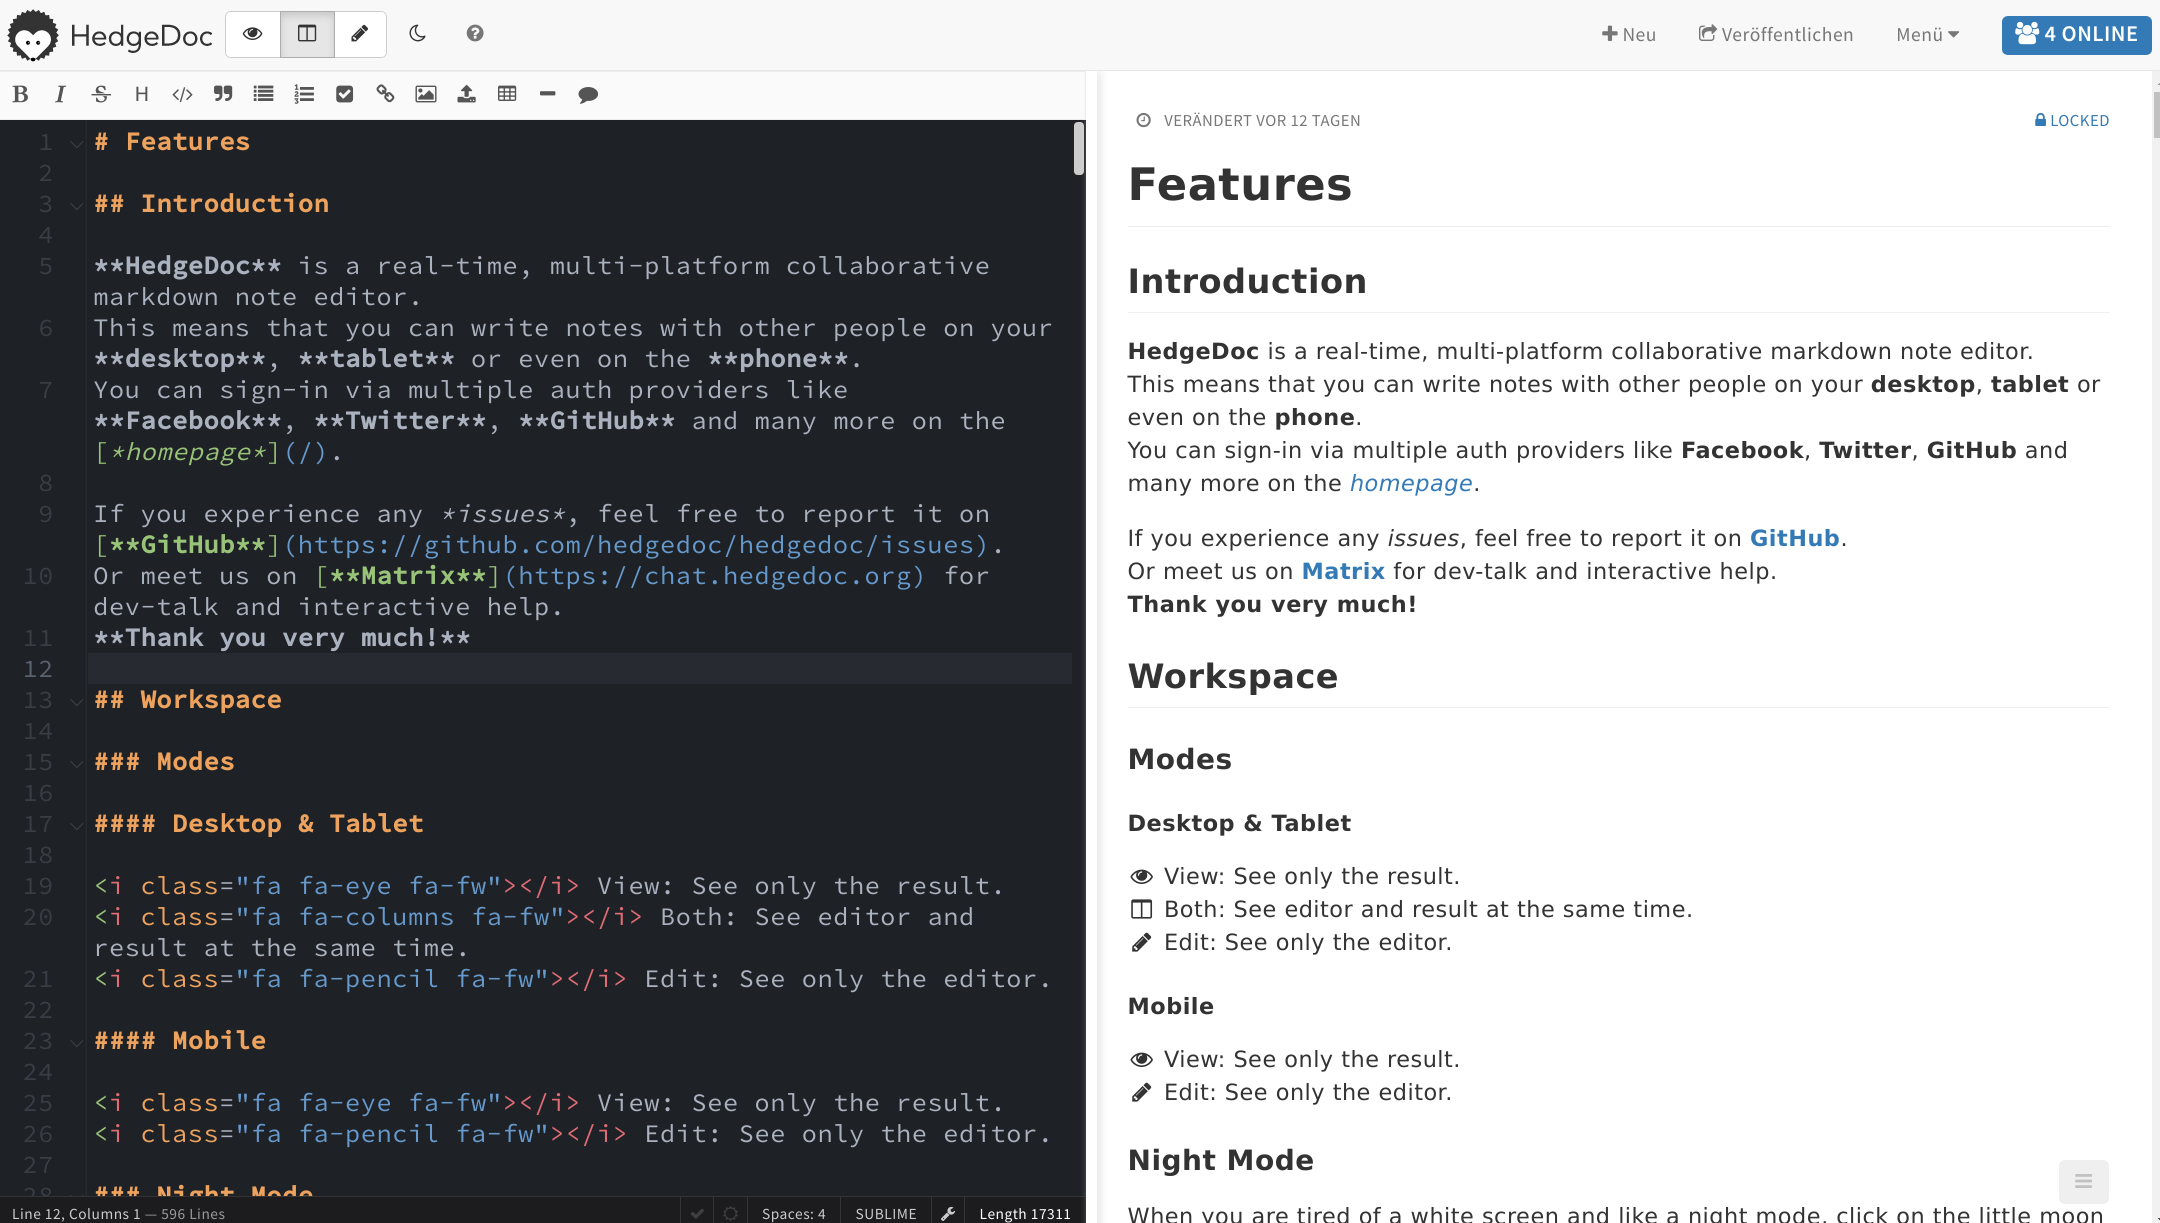 HedgeDoc
Neu
Veröffentlichen
Menü
4 ONLINE
B I S H </>
1 # Features
2
3 ## Introduction
4
5 **HedgeDoc** is a real-time, multi-platform collaborative
markdown note editor.
6 This means that you can write notes with other people on your
**desktop**, **tablet** or even on the **phone**.
7 You can sign-in via multiple auth providers like
**Facebook**, **Twitter**, **GitHub** and many more on the
[*homepage*](/).
8
9 If you experience any *issues*, feel free to report it on
[**GitHub**](https://github.com/hedgedoc/hedgedoc/issues).
10 Or meet us on [**Matrix**](https://chat.hedgedoc.org) for
dev-talk and interactive help.
11 **Thank you very much!**
12
13 ## Workspace
14
15 ### Modes
16
17 #### Desktop & Tablet
18
19 <i class="fa fa-eye fa-fw"></i> View: See only the result.
20 <i class="fa fa-columns fa-fw"></i> Both: See editor and
result at the same time.
21 <i class="fa fa-pencil fa-fw"></i> Edit: See only the editor.
22
23 #### Mobile
24
25 <i class="fa fa-eye fa-fw"></i> View: See only the result.
26 <i class="fa fa-pencil fa-fw"></i> Edit: See only the editor.
27
28 ### Night Mode
Line 12, Columns 1 — 596 Lines
Spaces: 4
SUBLIME
Length 17311
VERÄNDERT VOR 12 TAGEN
LOCKED
Features
Introduction
HedgeDoc is a real-time, multi-platform collaborative markdown note editor.
This means that you can write notes with other people on your desktop, tablet or
even on the phone.
You can sign-in via multiple auth providers like Facebook, Twitter, GitHub and
many more on the homepage.
If you experience any issues, feel free to report it on GitHub.
Or meet us on Matrix for dev-talk and interactive help.
Thank you very much!
Workspace
Modes
Desktop & Tablet
View: See only the result.
Both: See editor and result at the same time.
Edit: See only the editor.
Mobile
View: See only the result.
Edit: See only the editor.
Night Mode
When you are tired of a white screen and like a night mode, click on the little moon